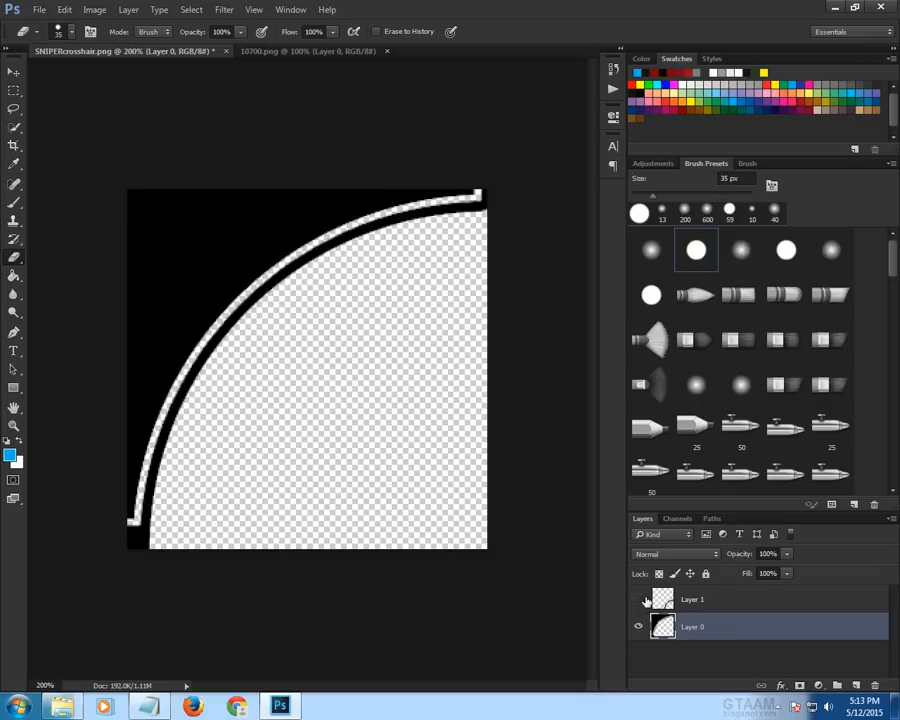 Ps File Edit Image Layer Type Select Filter View Window Help
35 Mode: Brush Opacity: 100% Flow: 100% Erase to History Essentials
SNIPERcrosshair.png @ 200% (Layer 0, RGB/8#) * × 10700.png @ 100% (Layer 0, RGB/8#) ×
Color Swatches Styles
Adjustments Brush Presets Brush
Size: 35 px
13 200 600 59 10 40
25 50 25
50
Layers Channels Paths
Kind
Normal Opacity: 100%
Lock: Fill: 100%
Layer 1
Layer 0
200% Doc: 192.0K/1.11M
GTAAM
blogspot.com
5:13 PM
5/12/2015